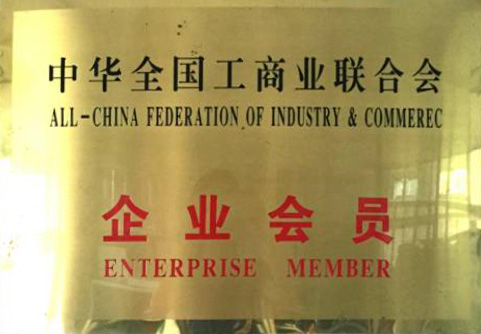 中华全国工商业联合会
ALL-CHINA FEDERATION OF INDUSTRY & COMMEREC
企业会员
ENTERPRISE MEMBER